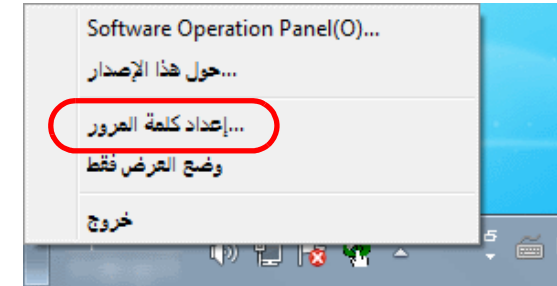 Software Operation Panel(O)...
حول هذا الإصدار...
إعداد كلمة المرور...
وضع العرض فقط
خروج